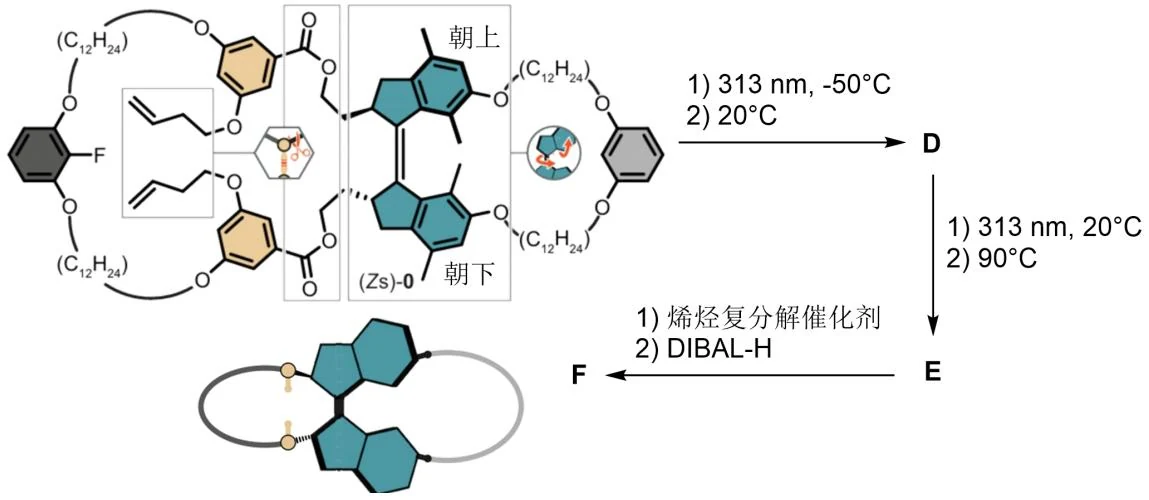 O
(C12H24)
O
O
O
朝上
(C12H24)
O
O
O
F
O
O
1) 313 nm, -50°C
2) 20°C
D
1) 313 nm, 20°C
2) 90°C
O
O
O
O
(C12H24)
O
O
(C12H24)
(Zs)-0
朝下
1) 烯烃复分解催化剂
2) DIBAL-H
F
E